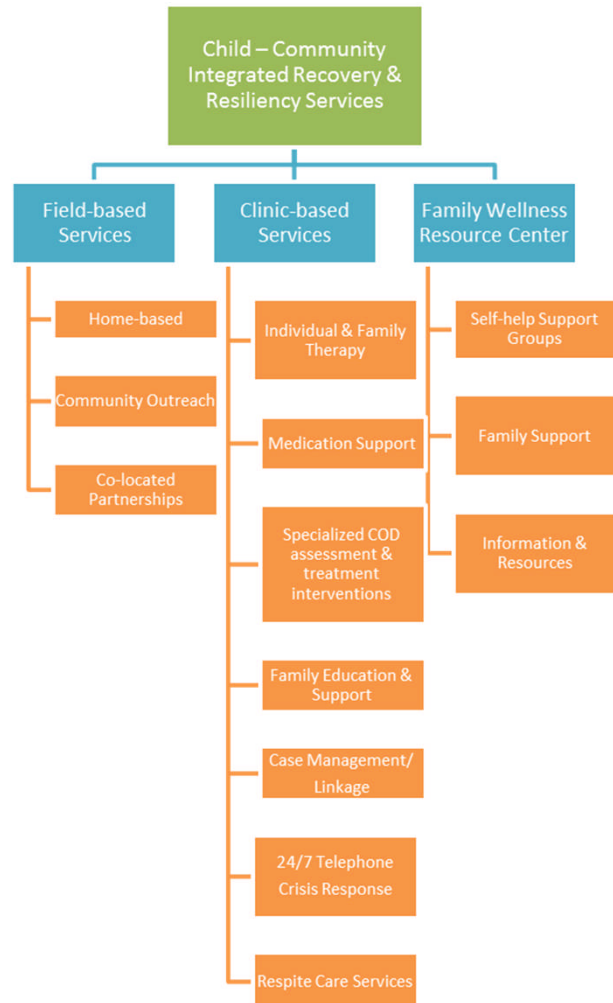 Child – Community
Integrated Recovery &
Resiliency Services
Field-based
Services
Clinic-based
Services
Family Wellness
Resource Center
Home-based
Community Outreach
Co-located
Partnerships
Individual & Family
Therapy
Medication Support
Specialized COD
assessment &
treatment
interventions
Family Education &
Support
Case Management/
Linkage
24/7 Telephone
Crisis Response
Respite Care Services
Self-help Support
Groups
Family Support
Information &
Resources